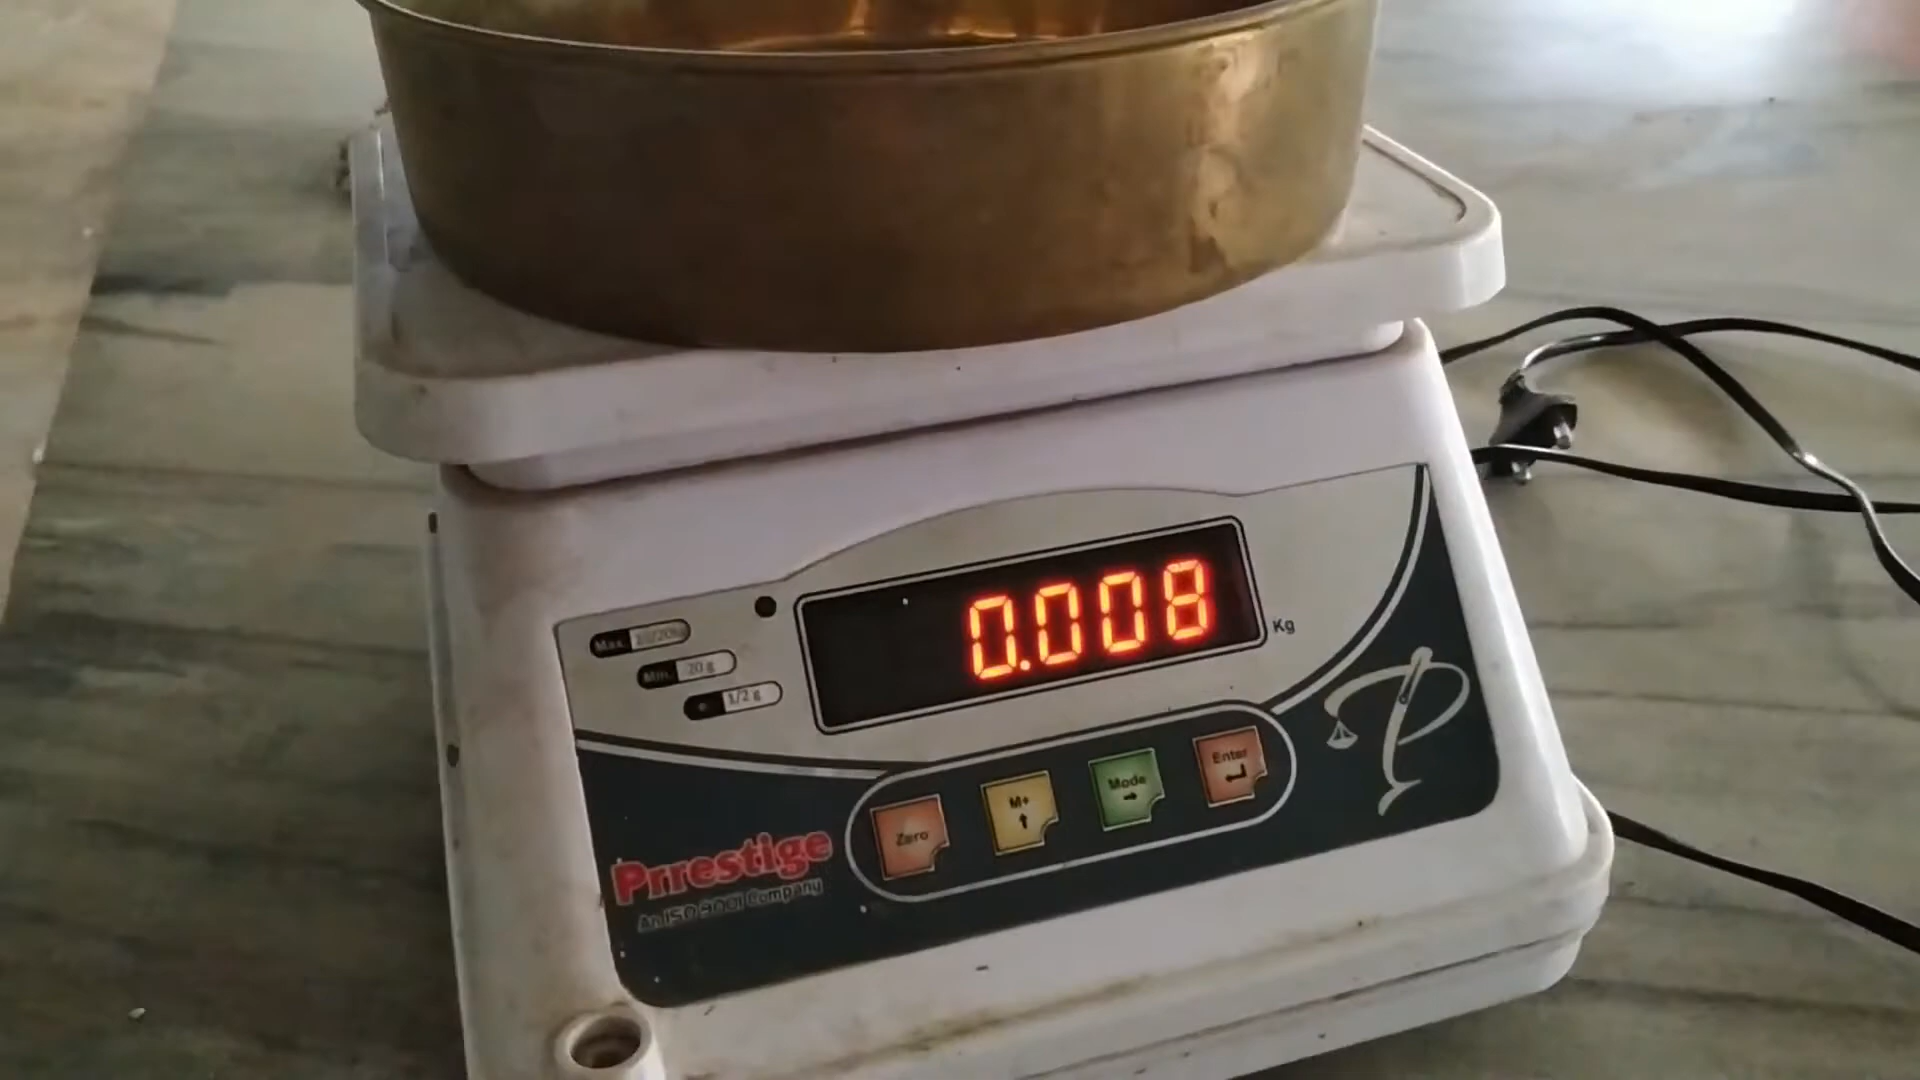 0.008
Kg
Max.
Min. 20 g
1/2 g
Zero
M+
Mode
Enter
Prrestige
An ISO 9001 Company